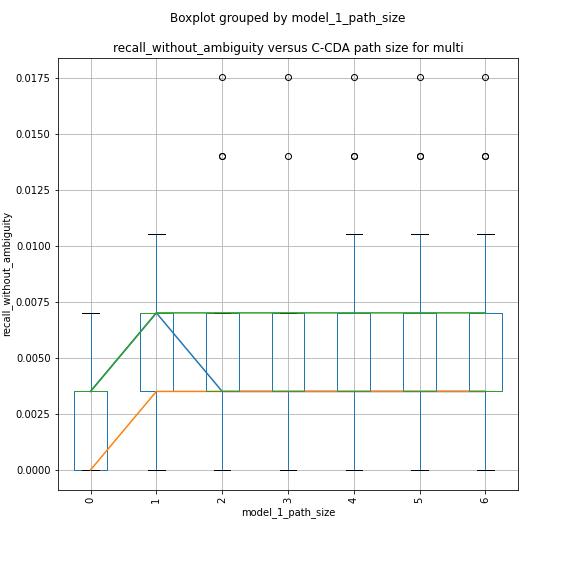 Boxplot grouped by model_1_path_size
recall_without_ambiguity versus C-CDA path size for multi
0.0175
0.0150
0.0125
0.0100
0.0075
0.0050
0.0025
0.0000
recall_without_ambiguity
0 1 2 3 4 5 6
model_1_path_size